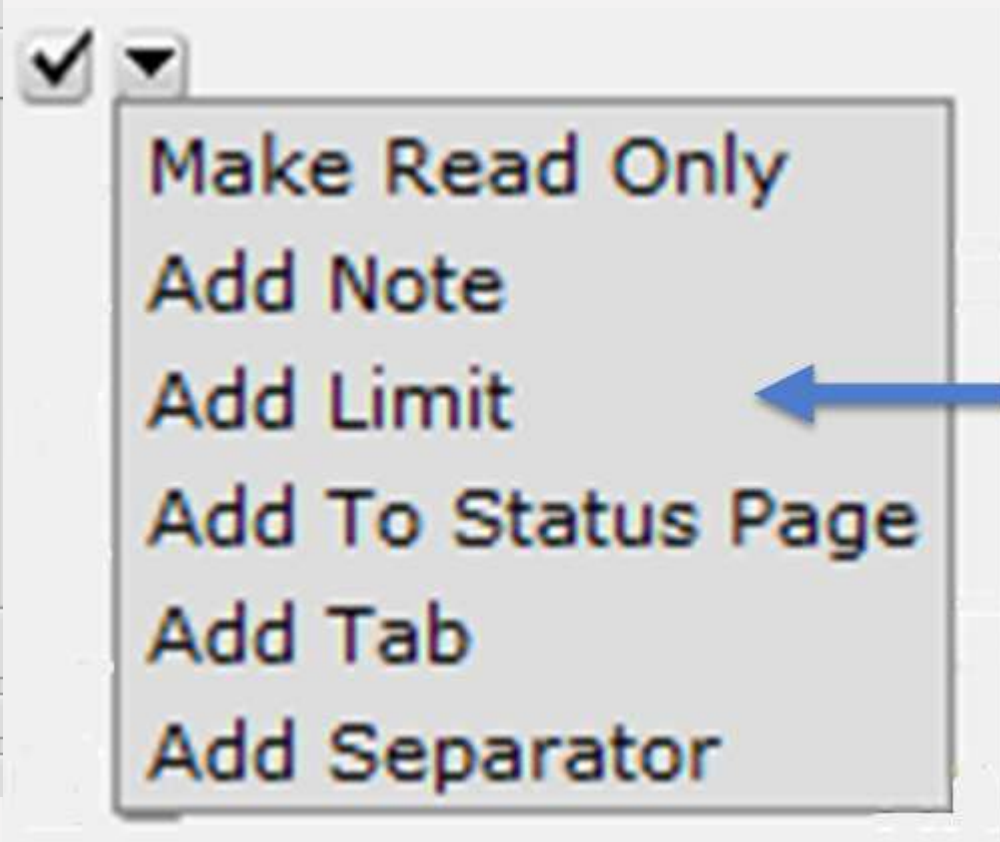 Make Read Only
Add Note
Add Limit
Add To Status Page
Add Tab
Add Separator